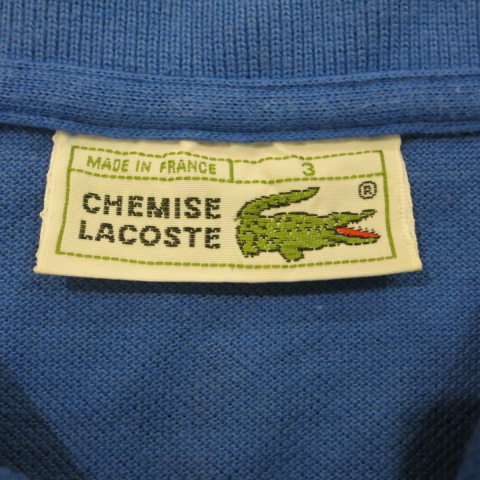 MADE IN FRANCE 3
CHEMISE
LACOSTE
®